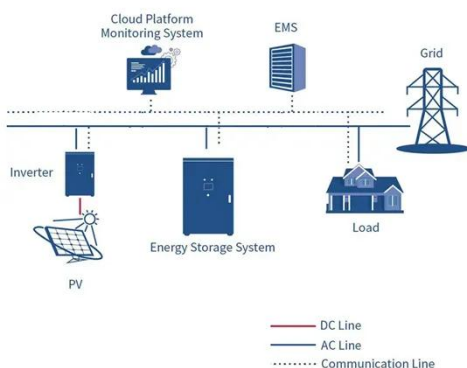 Cloud Platform
Monitoring System
EMS
Grid
Inverter
Energy Storage System
Load
PV
DC Line
AC Line
Communication Line